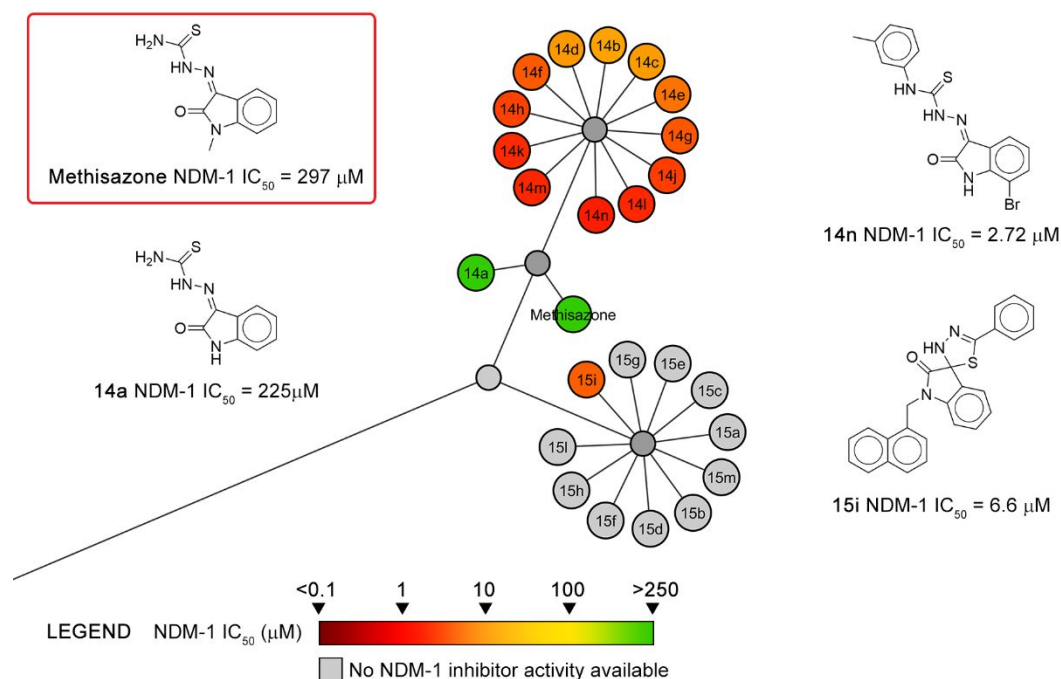 H₂N
S
HN
N
O
N
Methisazone NDM-1 IC₅₀ = 297 μM
H₂N
S
HN
N
O
N
H
14a NDM-1 IC₅₀ = 225μM
14d
14b
14c
14f
14e
14h
14g
14k
14j
14m
14l
14n
14a
Methisazone
15g
15e
15i
15c
15a
15l
15m
15h
15b
15f
15d
S
HN
HN
N
O
N
H
Br
14n NDM-1 IC₅₀ = 2.72 μM
N
HN
S
O
N
15i NDM-1 IC₅₀ = 6.6 μM
<0.1 1 10 100 >250
LEGEND NDM-1 IC₅₀ (μM)
No NDM-1 inhibitor activity available